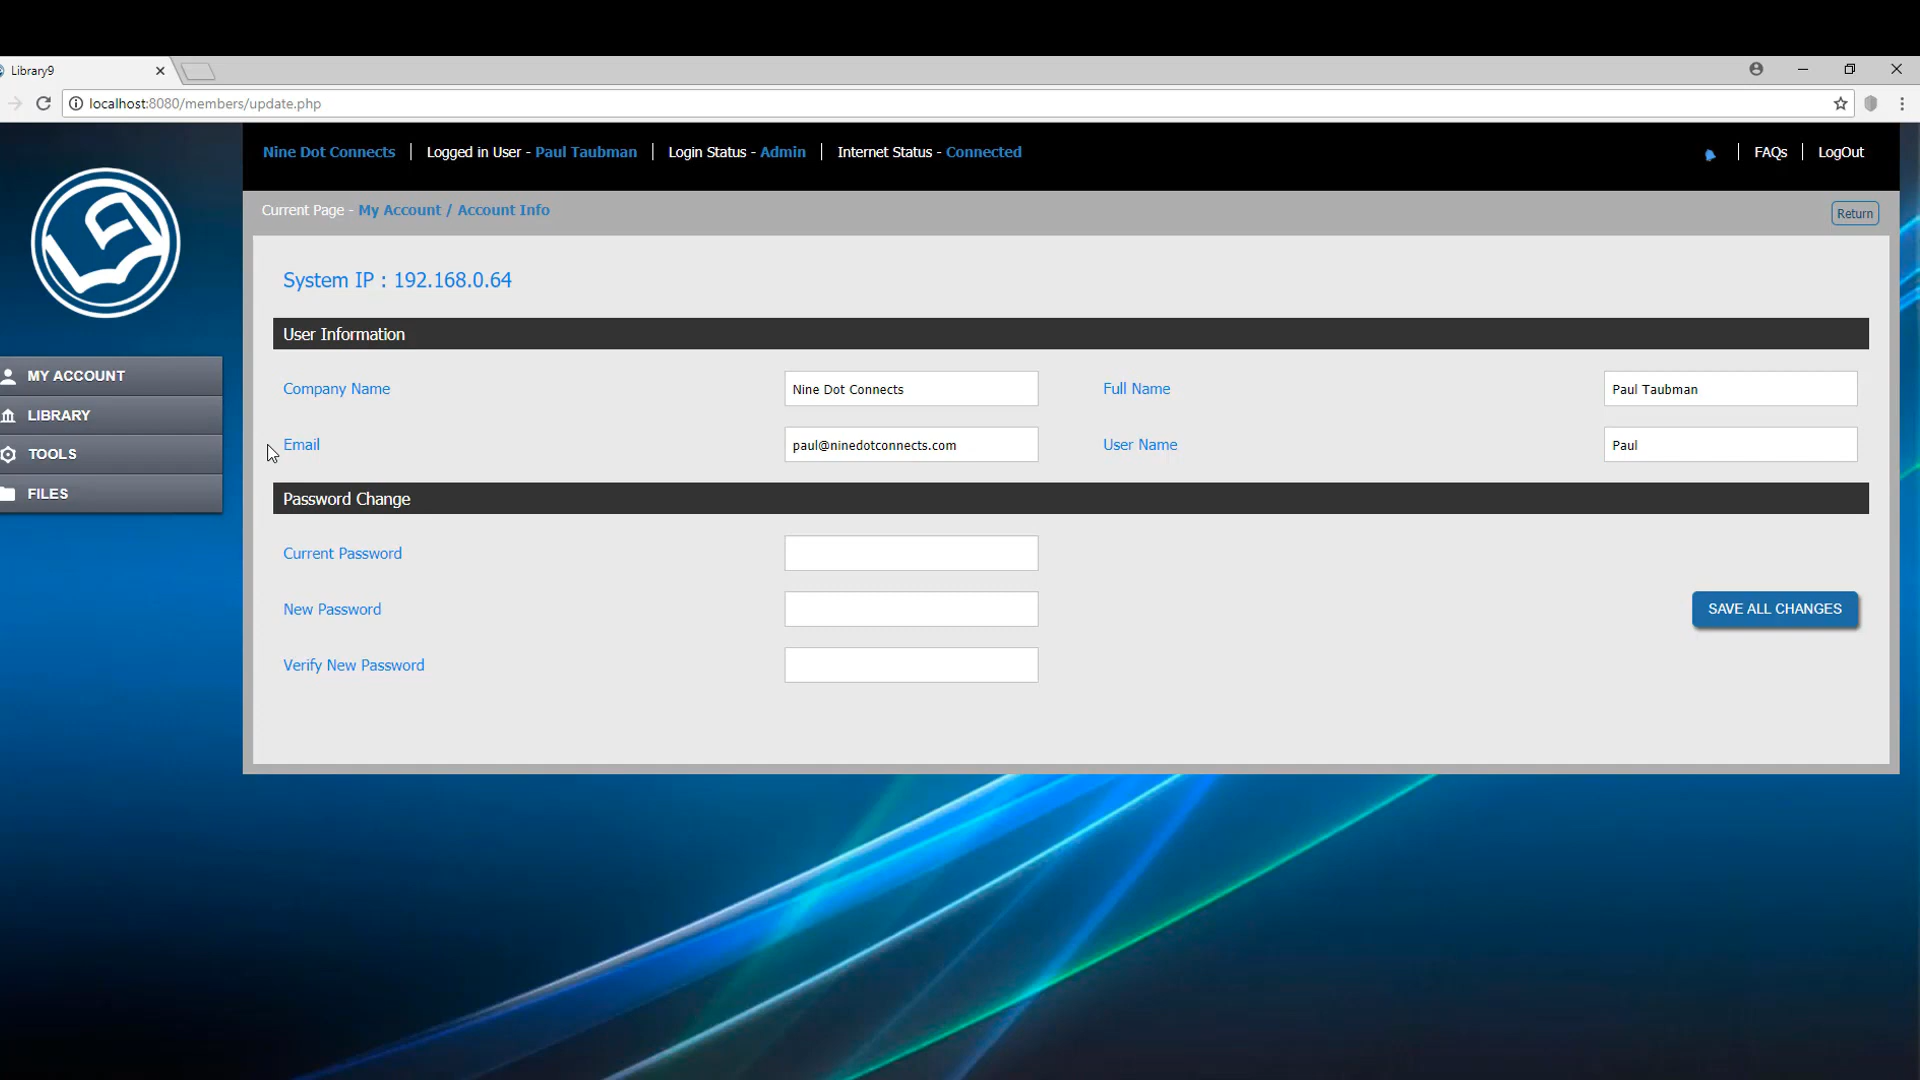 Library9
localhost:8080/members/update.php
Nine Dot Connects | Logged in User - Paul Taubman | Login Status - Admin | Internet Status - Connected
| FAQs | LogOut
Current Page - My Account / Account Info
Return
System IP : 192.168.0.64
User Information
MY ACCOUNT
LIBRARY
TOOLS
FILES
Company Name Nine Dot Connects Full Name Paul Taubman
Email paul@ninedotconnects.com User Name Paul
Password Change
Current Password
New Password
SAVE ALL CHANGES
Verify New Password